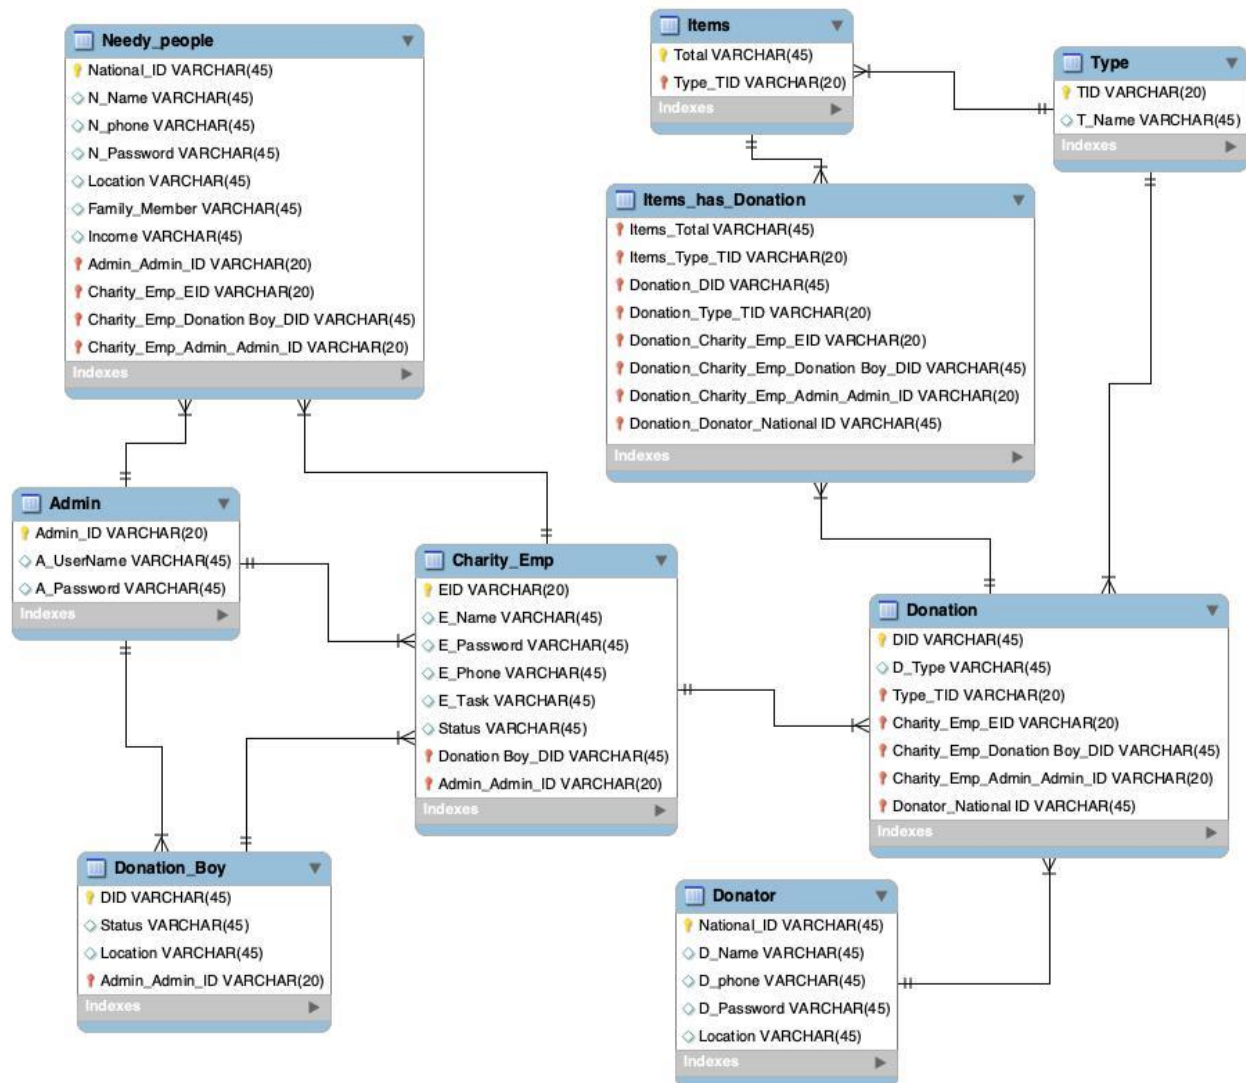 Needy_people
National_ID VARCHAR(45)
N_Name VARCHAR(45)
N_phone VARCHAR(45)
N_Password VARCHAR(45)
Location VARCHAR(45)
Family_Member VARCHAR(45)
Income VARCHAR(45)
Admin_Admin_ID VARCHAR(20)
Charity_Emp_EID VARCHAR(20)
Charity_Emp_Donation Boy_DID VARCHAR(45)
Charity_Emp_Admin_Admin_ID VARCHAR(20)
Indexes
Items
Total VARCHAR(45)
Type_TID VARCHAR(20)
Indexes
Type
TID VARCHAR(20)
T_Name VARCHAR(45)
Indexes
Items_has_Donation
Items_Total VARCHAR(45)
Items_Type_TID VARCHAR(20)
Donation_DID VARCHAR(45)
Donation_Type_TID VARCHAR(20)
Donation_Charity_Emp_EID VARCHAR(20)
Donation_Charity_Emp_Donation Boy_DID VARCHAR(45)
Donation_Charity_Emp_Admin_Admin_ID VARCHAR(20)
Donation_Donator_National ID VARCHAR(45)
Indexes
Admin
Admin_ID VARCHAR(20)
A_UserName VARCHAR(45)
A_Password VARCHAR(45)
Indexes
Charity_Emp
EID VARCHAR(20)
E_Name VARCHAR(45)
E_Password VARCHAR(45)
E_Phone VARCHAR(45)
E_Task VARCHAR(45)
Status VARCHAR(45)
Donation Boy_DID VARCHAR(45)
Admin_Admin_ID VARCHAR(20)
Indexes
Donation
DID VARCHAR(45)
D_Type VARCHAR(45)
Type_TID VARCHAR(20)
Charity_Emp_EID VARCHAR(20)
Charity_Emp_Donation Boy_DID VARCHAR(45)
Charity_Emp_Admin_Admin_ID VARCHAR(20)
Donator_National ID VARCHAR(45)
Indexes
Donation_Boy
DID VARCHAR(45)
Status VARCHAR(45)
Location VARCHAR(45)
Admin_Admin_ID VARCHAR(20)
Indexes
Donator
National_ID VARCHAR(45)
D_Name VARCHAR(45)
D_phone VARCHAR(45)
D_Password VARCHAR(45)
Location VARCHAR(45)
Indexes